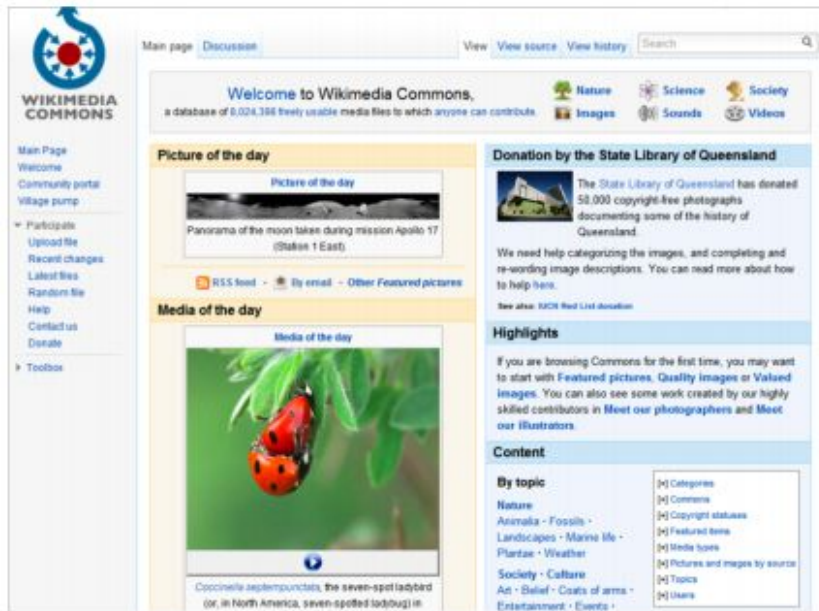 WIKIMEDIA
COMMONS
Main page Discussion
View View source View history
Search
Welcome to Wikimedia Commons,
a database of 8,024,386 freely usable media files to which anyone can contribute.
Nature Science Society
Images Sounds Videos
Main Page
Welcome
Community portal
Village pump
Participate
Upload file
Recent changes
Latest files
Random file
Help
Contact us
Donate
Toolbox
Picture of the day
Picture of the day
Panorama of the moon taken during mission Apollo 17
(Station 1 East).
RSS feed - By email - Other Featured pictures
Media of the day
Media of the day
Coccinella septempunctata, the seven-spot ladybird
(or, in North America, seven-spotted ladybug) in
Donation by the State Library of Queensland
The State Library of Queensland has donated
50,000 copyright-free photographs
documenting some of the history of
Queensland.
We need help categorizing the images, and completing and
re-wording image descriptions. You can read more about how
to help here.
See also: IUCN Red List donation
Highlights
If you are browsing Commons for the first time, you may want
to start with Featured pictures, Quality images or Valued
images. You can also see some work created by our highly
skilled contributors in Meet our photographers and Meet
our illustrators.
Content
By topic
Nature
Animalia · Fossils ·
Landscapes · Marine life ·
Plantae · Weather
Society · Culture
Art · Belief · Coats of arms ·
Entertainment · Events ·
[+] Categories
[+] Commons
[+] Copyright statuses
[+] Featured items
[+] Media types
[+] Pictures and images by source
[+] Topics
[+] Users